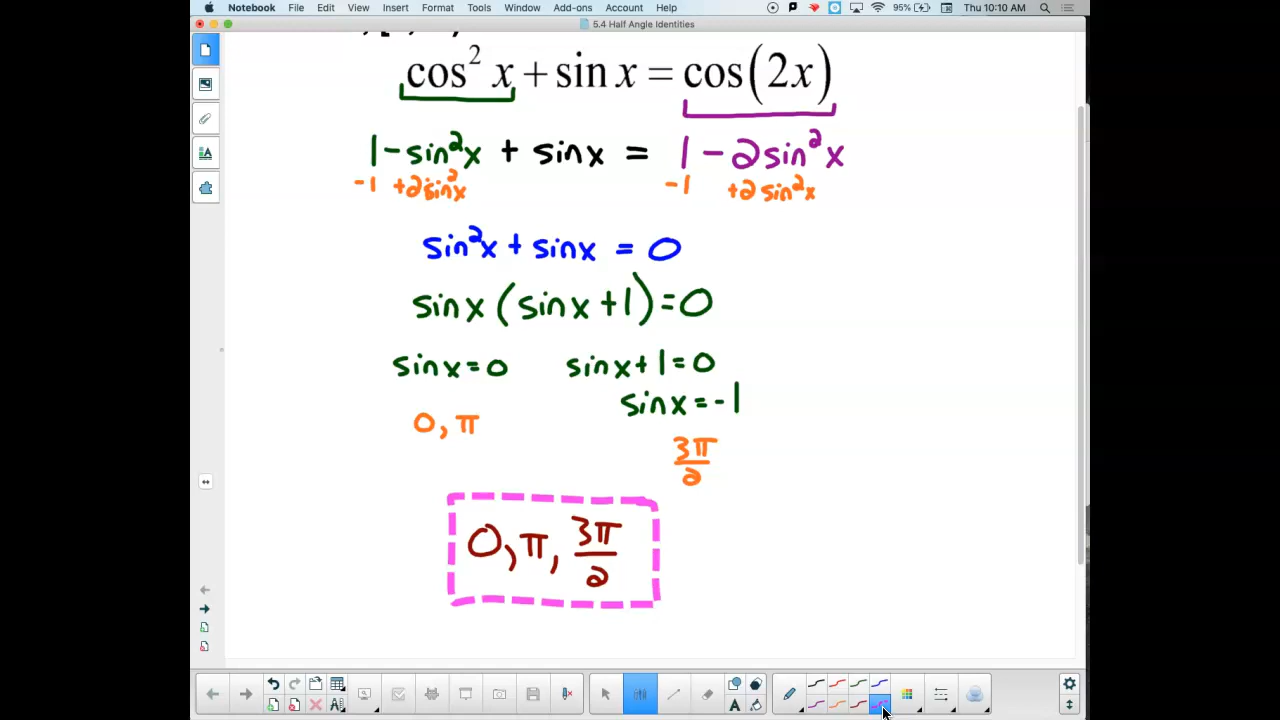 Notebook File Edit View Insert Format Tools Window Add-ons Account Help 95% Thu 10:10 AM
5.4 Half Angle Identities
cos² x + sin x = cos(2x)
1 - sin²x + sinx = 1 - 2sin²x
-1 +2sin²x -1 +2sin²x
sin²x + sinx = 0
sinx (sinx + 1) = 0
sinx = 0 sinx + 1 = 0
sinx = -1
0, π
3π/2
0, π, 3π/2